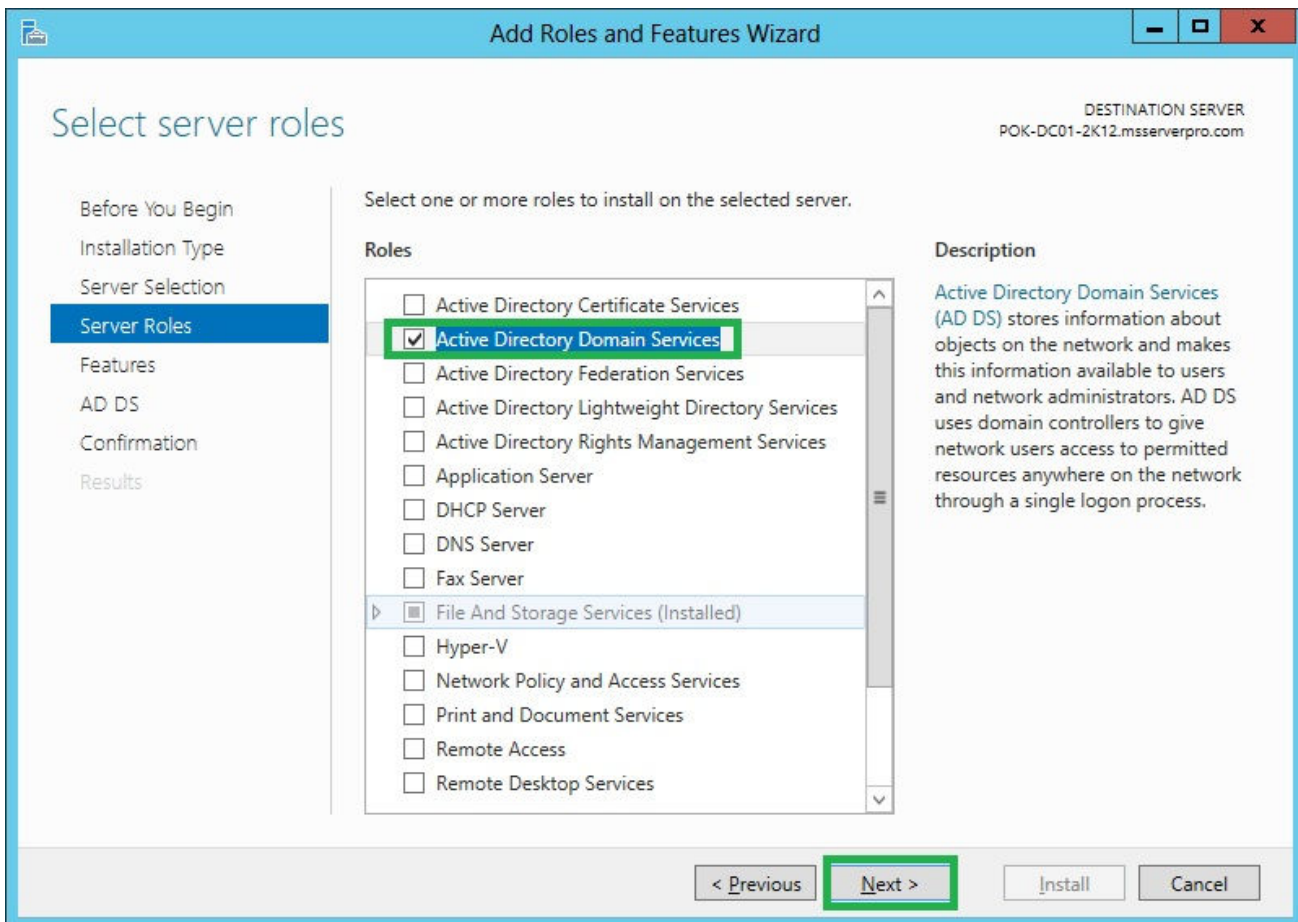 Add Roles and Features Wizard
Select server roles
DESTINATION SERVER
POK-DC01-2K12.msserverpro.com
Before You Begin
Installation Type
Server Selection
Server Roles
Features
AD DS
Confirmation
Results
Select one or more roles to install on the selected server.
Roles
Active Directory Certificate Services
Active Directory Domain Services
Active Directory Federation Services
Active Directory Lightweight Directory Services
Active Directory Rights Management Services
Application Server
DHCP Server
DNS Server
Fax Server
File And Storage Services (Installed)
Hyper-V
Network Policy and Access Services
Print and Document Services
Remote Access
Remote Desktop Services
Description
Active Directory Domain Services
(AD DS) stores information about
objects on the network and makes
this information available to users
and network administrators. AD DS
uses domain controllers to give
network users access to permitted
resources anywhere on the network
through a single logon process.
< Previous
Next >
Install
Cancel